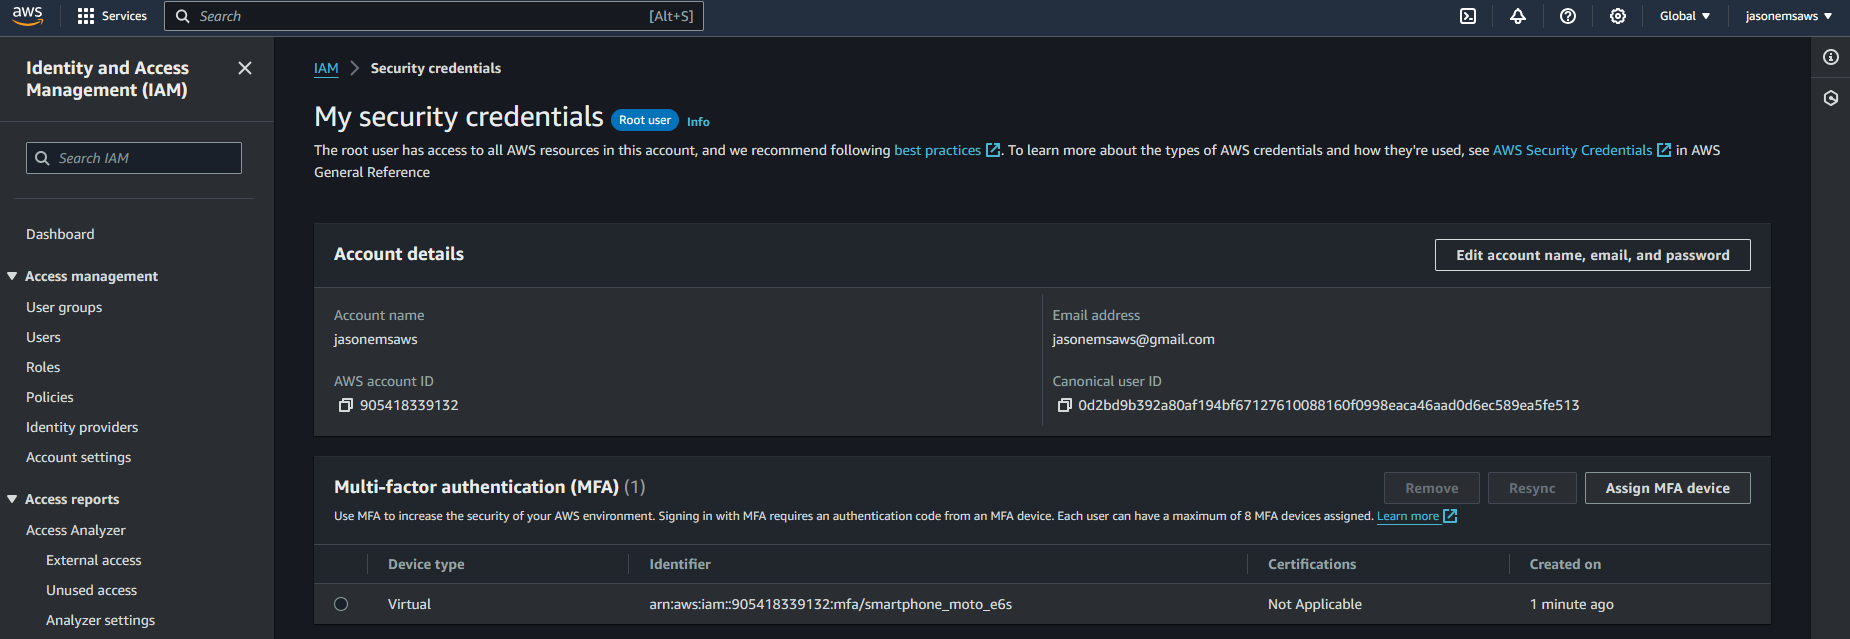 aws
Services
Search
[Alt+S]
Global
jasonemsaws
Identity and Access
Management (IAM)
Search IAM
Dashboard
Access management
User groups
Users
Roles
Policies
Identity providers
Account settings
Access reports
Access Analyzer
External access
Unused access
Analyzer settings
IAM > Security credentials
My security credentials Root user Info
The root user has access to all AWS resources in this account, and we recommend following best practices. To learn more about the types of AWS credentials and how they're used, see AWS Security Credentials in AWS
General Reference
Account details
Edit account name, email, and password
Account name
jasonemsaws
Email address
jasonemsaws@gmail.com
AWS account ID
905418339132
Canonical user ID
0d2bd9b392a80af194bf67127610088160f0998eaca46aad0d6ec589ea5fe513
Multi-factor authentication (MFA) (1)
Remove
Resync
Assign MFA device
Use MFA to increase the security of your AWS environment. Signing in with MFA requires an authentication code from an MFA device. Each user can have a maximum of 8 MFA devices assigned. Learn more
Device type
Identifier
Certifications
Created on
Virtual
arn:aws:iam::905418339132:mfa/smartphone_moto_e6s
Not Applicable
1 minute ago